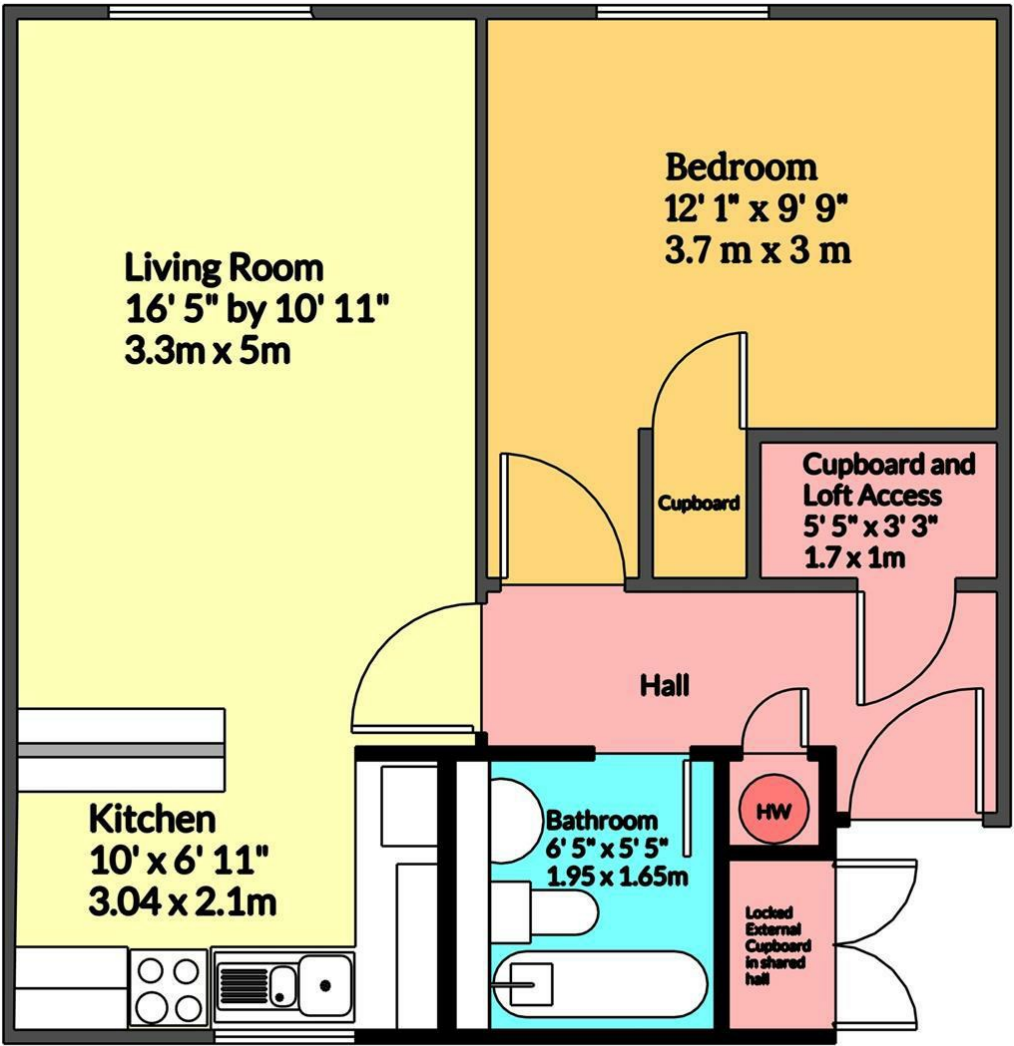 Living Room
16' 5" by 10' 11"
3.3m x 5m
Bedroom
12' 1" x 9' 9"
3.7 m x 3 m
Cupboard
Cupboard and
Loft Access
5' 5" x 3' 3"
1.7 x 1m
Hall
Kitchen
10' x 6' 11"
3.04 x 2.1m
Bathroom
6' 5" x 5' 5"
1.95 x 1.65m
HW
Locked
External
Cupboard
in shared
hall